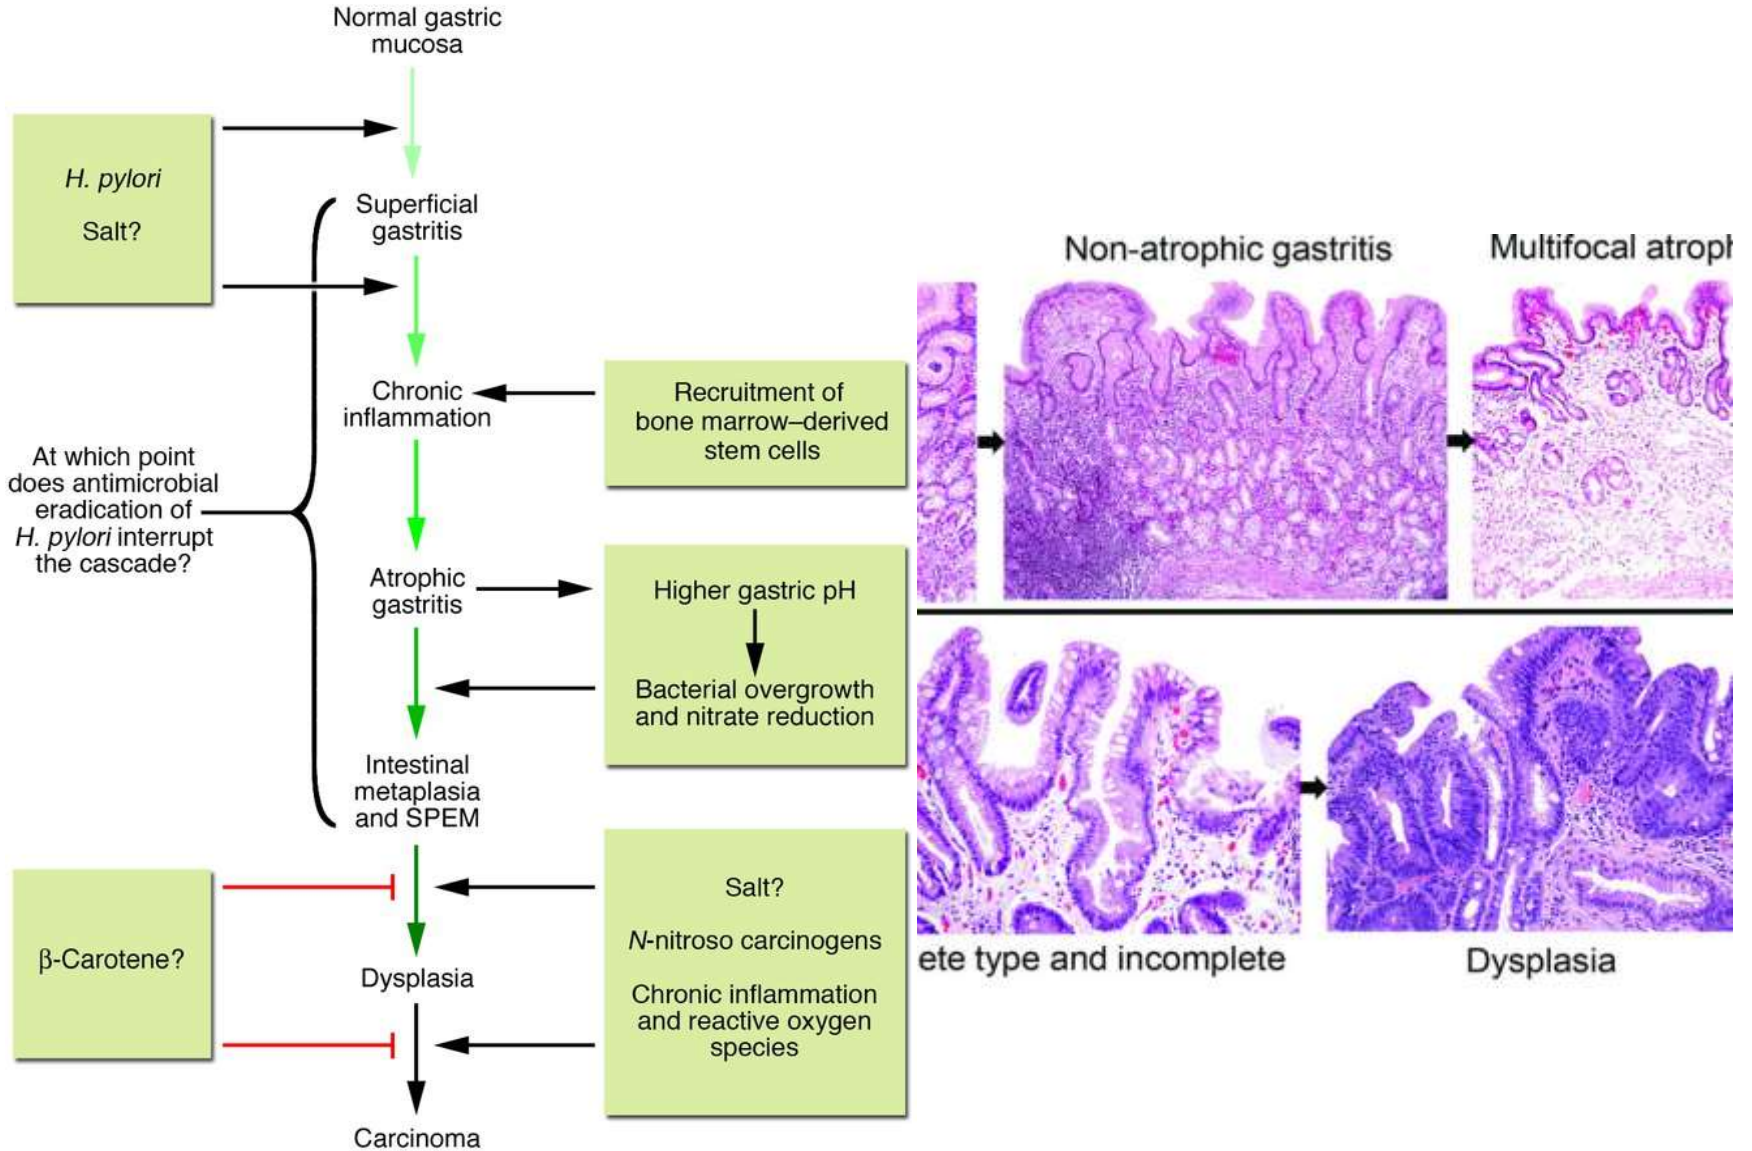 Normal gastric
mucosa
H. pylori
Salt?
Superficial
gastritis
Chronic
inflammation
Recruitment of
bone marrow–derived
stem cells
At which point
does antimicrobial
eradication of
H. pylori interrupt
the cascade?
Atrophic
gastritis
Higher gastric pH
Bacterial overgrowth
and nitrate reduction
Intestinal
metaplasia
and SPEM
β-Carotene?
Salt?
N-nitroso carcinogens
Chronic inflammation
and reactive oxygen
species
Dysplasia
Carcinoma
Non-atrophic gastritis
Multifocal atroph
ete type and incomplete
Dysplasia